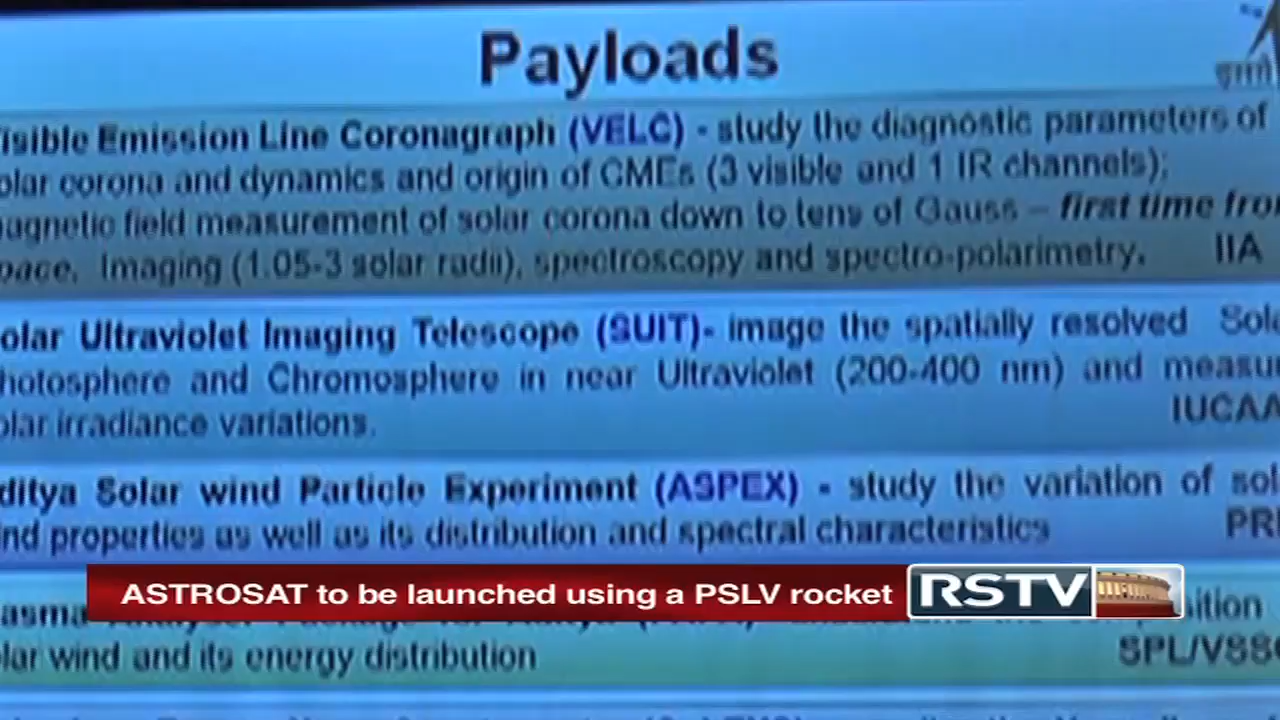 Payloads
isible Emission Line Coronagraph (VELC) - study the diagnostic parameters of
olar corona and dynamics and origin of CMEs (3 visible and 1 IR channels);
agnetic field measurement of solar corona down to tens of Gauss – first time fro
pace. Imaging (1.05-3 solar radii), spectroscopy and spectro-polarimetry. IIA
olar Ultraviolet Imaging Telescope (SUIT)- image the spatially resolved Sola
hotosphere and Chromosphere in near Ultraviolet (200-400 nm) and measu
olar irradiance variations. IUCAA
ditya Solar wind Particle Experiment (ASPEX) - study the variation of sol
ind properties as well as its distribution and spectral characteristics PR
ASTROSAT to be launched using a PSLV rocket RSTV
asma
lar wind and its energy distribution SPL/VSS